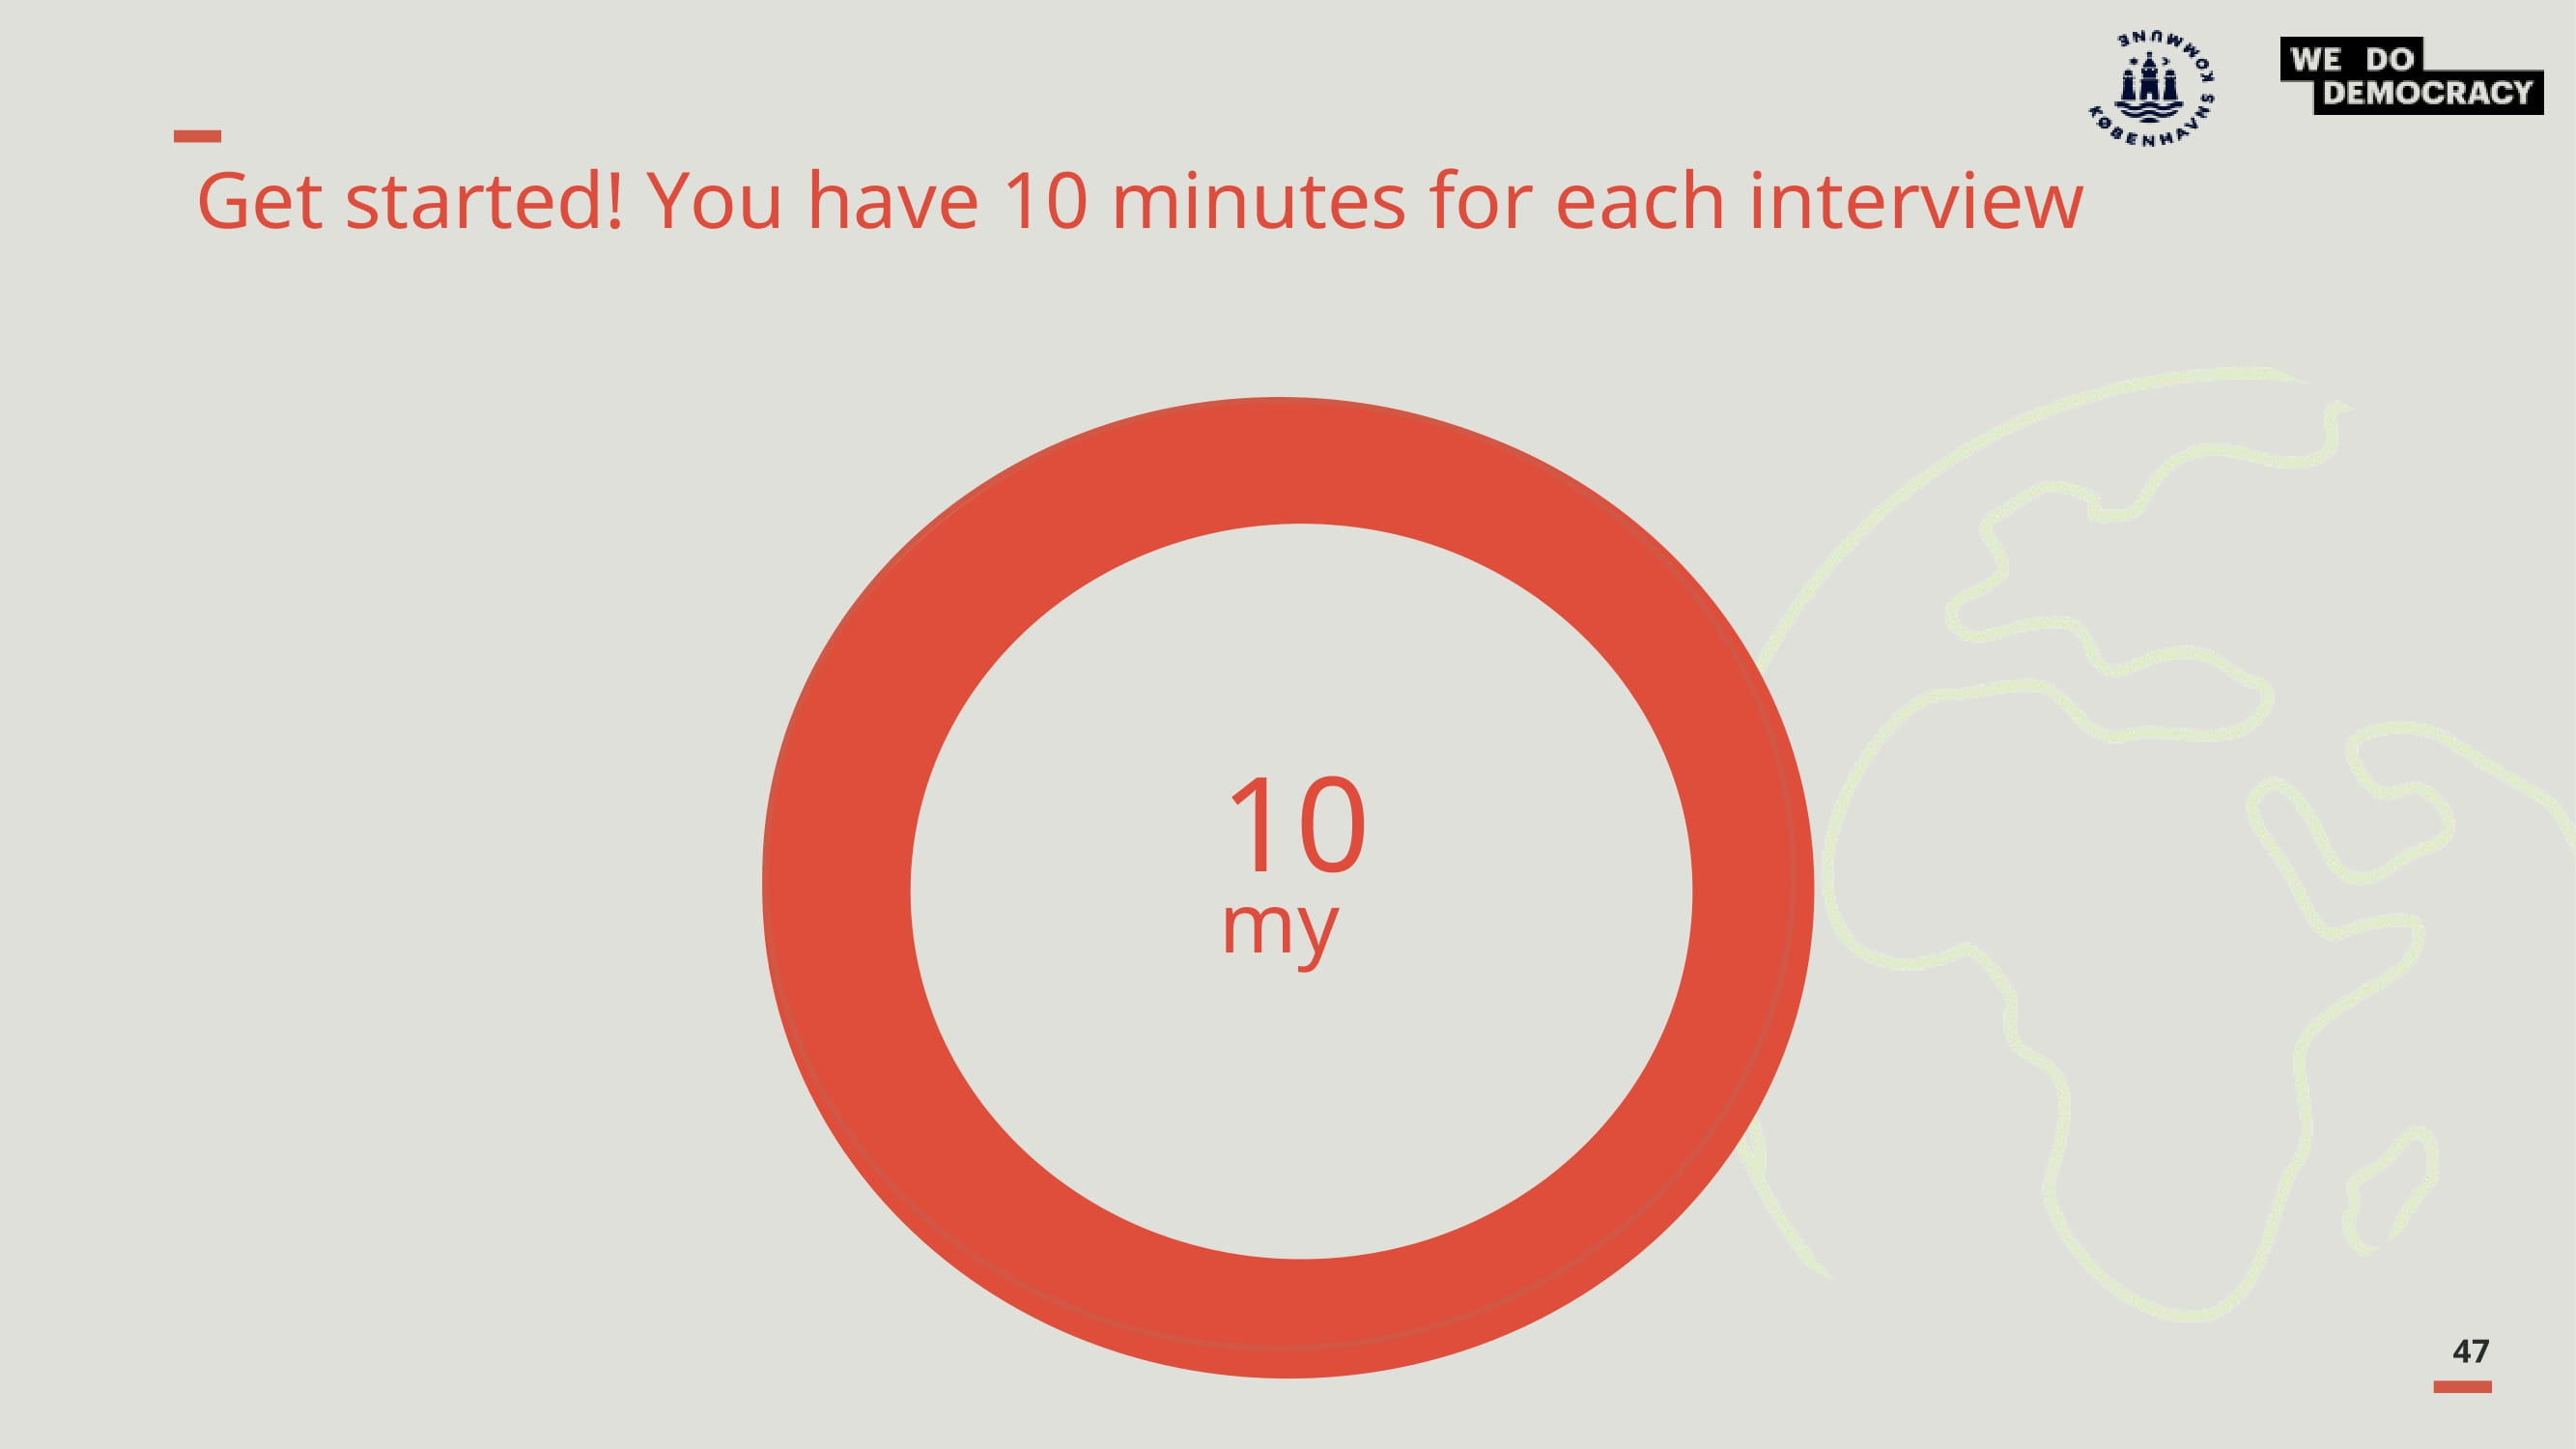 KØBENHAVNS KOMMUNE
WE DO
DEMOCRACY
Get started! You have 10 minutes for each interview
10
my
47